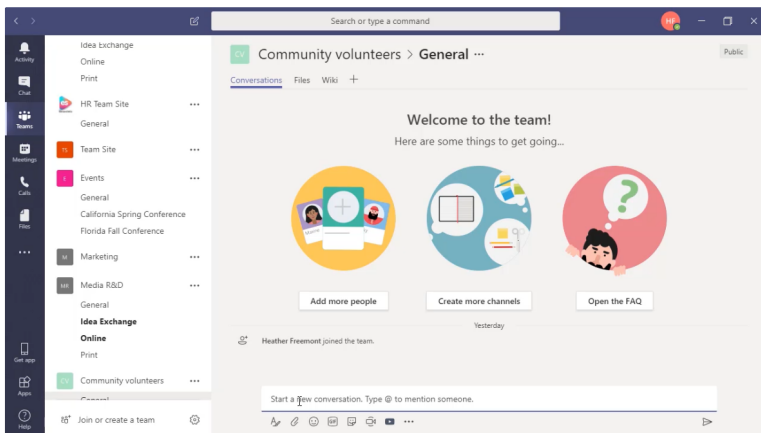 Search or type a command
HF
Activity
Chat
Teams
Meetings
Calls
Files
Get app
Apps
Help
Idea Exchange
Online
Print
HR Team Site
General
TS Team Site
E Events
General
California Spring Conference
Florida Fall Conference
M Marketing
MR Media R&D
General
Idea Exchange
Online
Print
CV Community volunteers
General
Join or create a team
CV Community volunteers > General
Public
Conversations Files Wiki
Welcome to the team!
Here are some things to get going...
Add more people
Create more channels
Open the FAQ
Yesterday
Heather Freemont joined the team.
Start a new conversation. Type @ to mention someone.
GIF